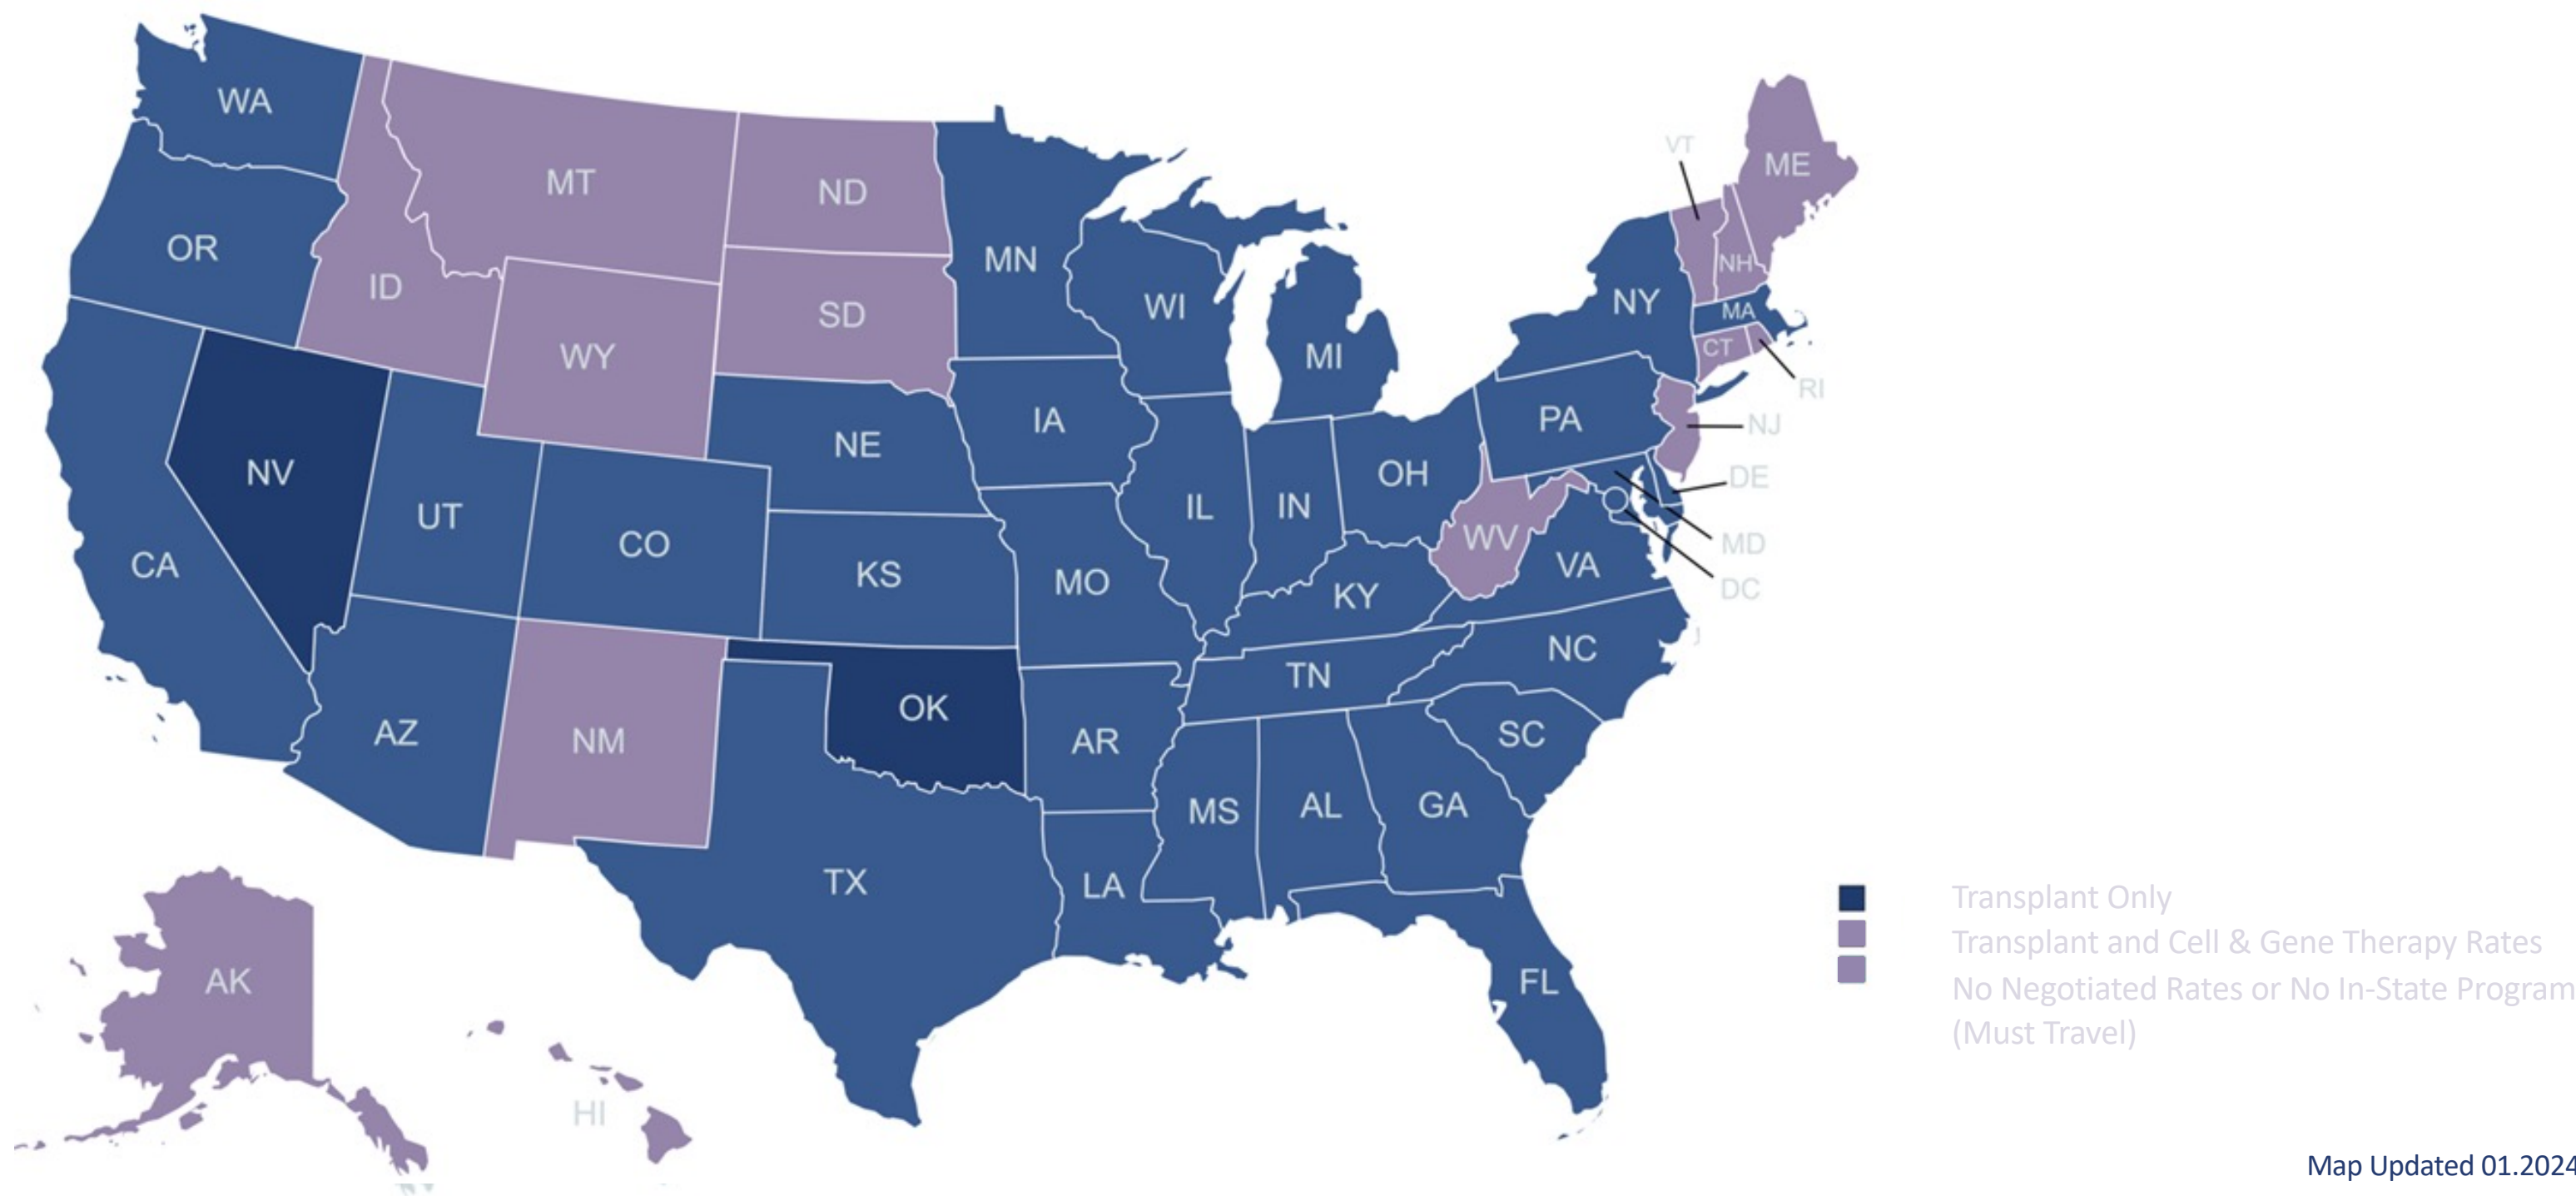 WA
MT
ND
OR
ID
MN
VT
ME
WY
SD
WI
NH
NY
MA
MI
CT
RI
NV
NE
IA
PA
NJ
UT
CO
IL
IN
OH
DE
CA
KS
MO
WV
VA
MD
KY
DC
AZ
NM
OK
AR
TN
NC
SC
MS
AL
GA
TX
LA
FL
AK
HI
Transplant Only
Transplant and Cell & Gene Therapy Rates
No Negotiated Rates or No In-State Program
(Must Travel)
Map Updated 01.2024